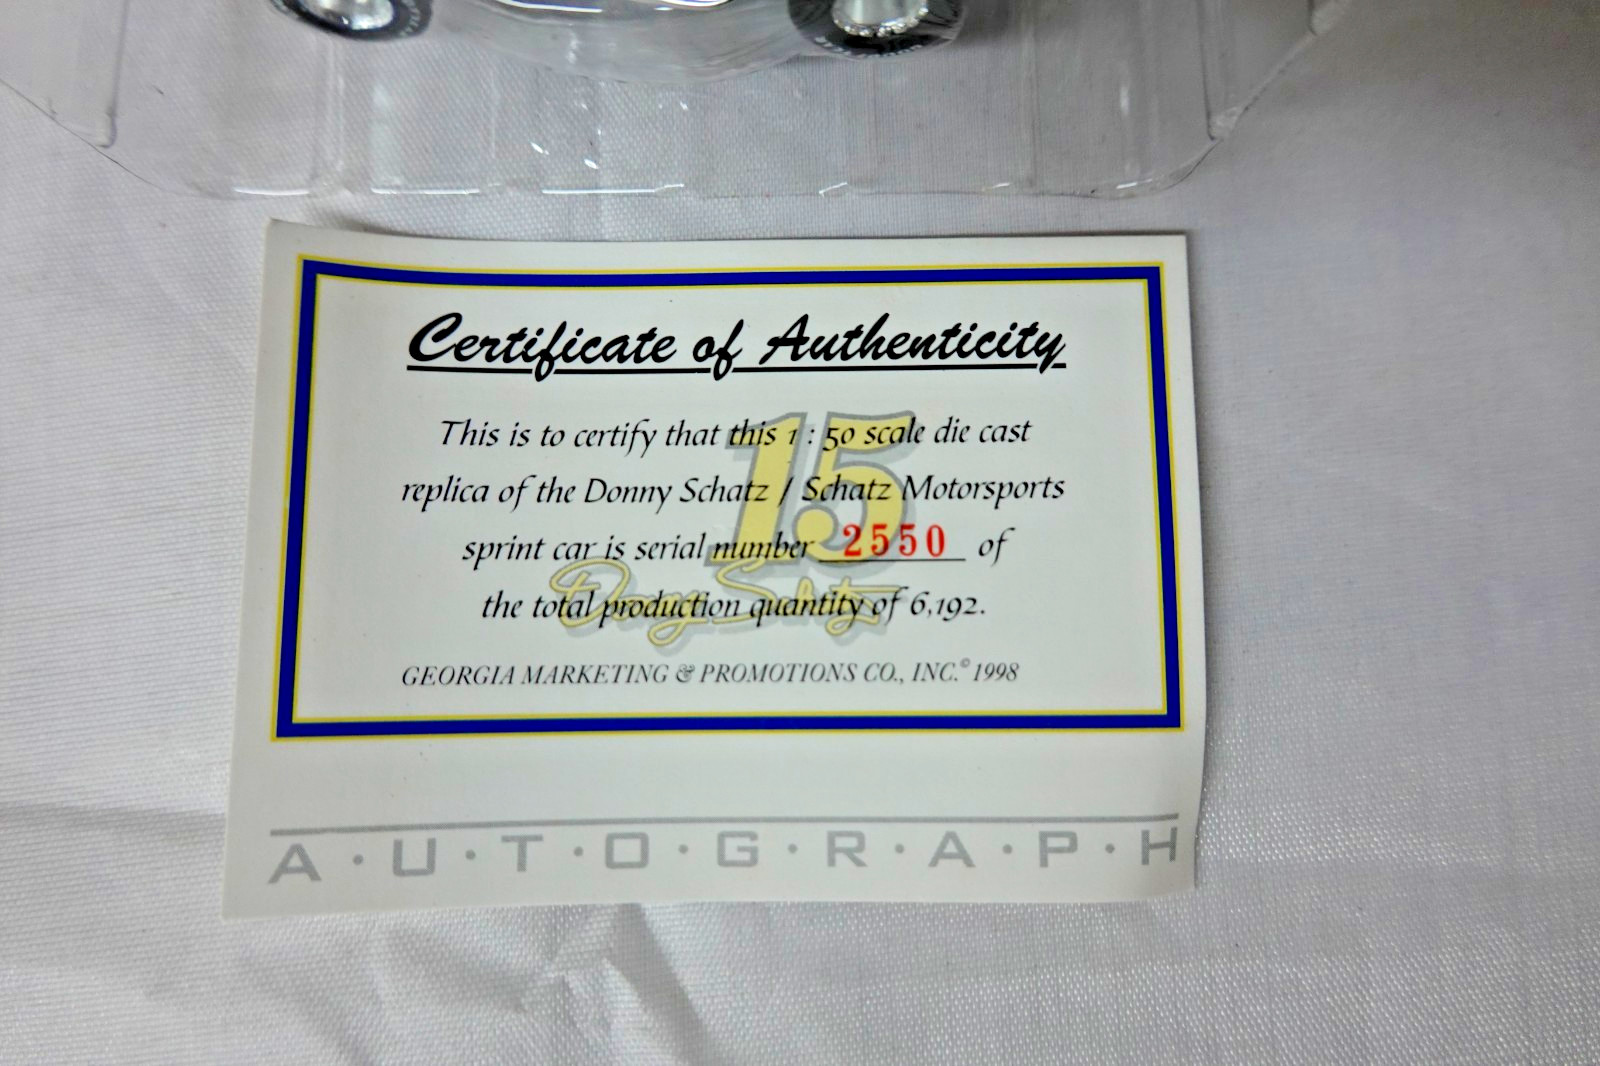 Certificate of Authenticity
This is to certify that this 1 : 50 scale die cast
replica of the Donny Schatz / Schatz Motorsports
sprint car is serial number 2550 of
the total production quantity of 6,192.
15
Donny Schatz
GEORGIA MARKETING & PROMOTIONS CO., INC.© 1998
A·U·T·O·G·R·A·P·H